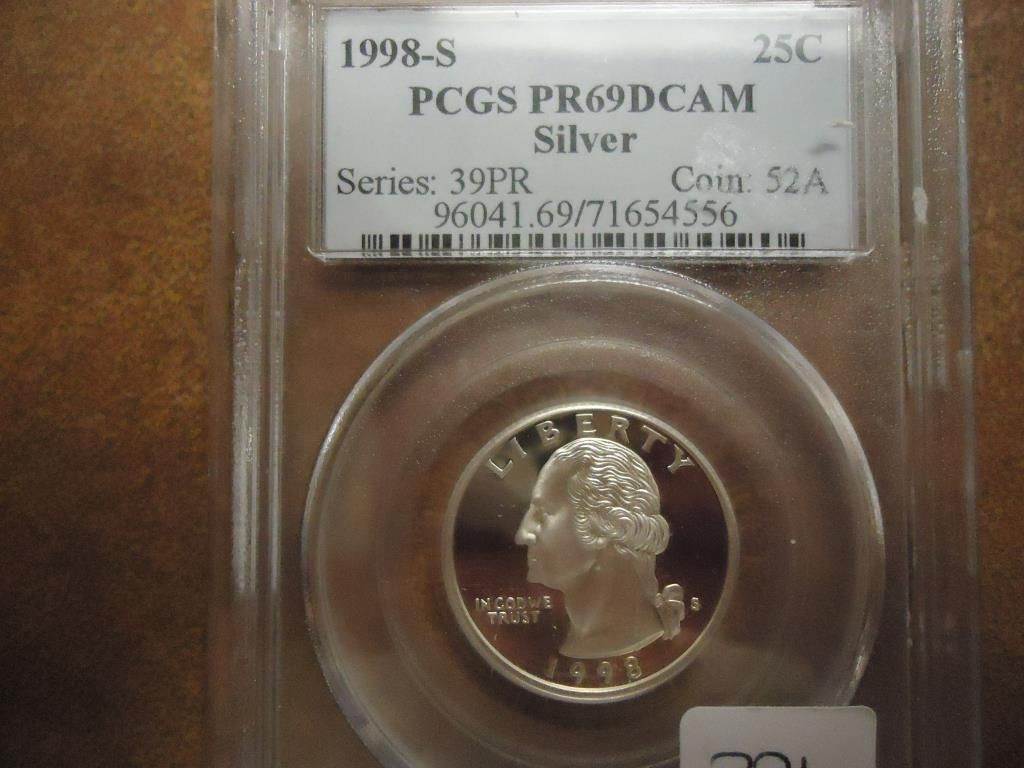 1998-S 25C
PCGS PR69DCAM
Silver
Series: 39PR Coin: 52A
96041.69/71654556
LIBERTY
IN GOD WE
TRUST
S
1998